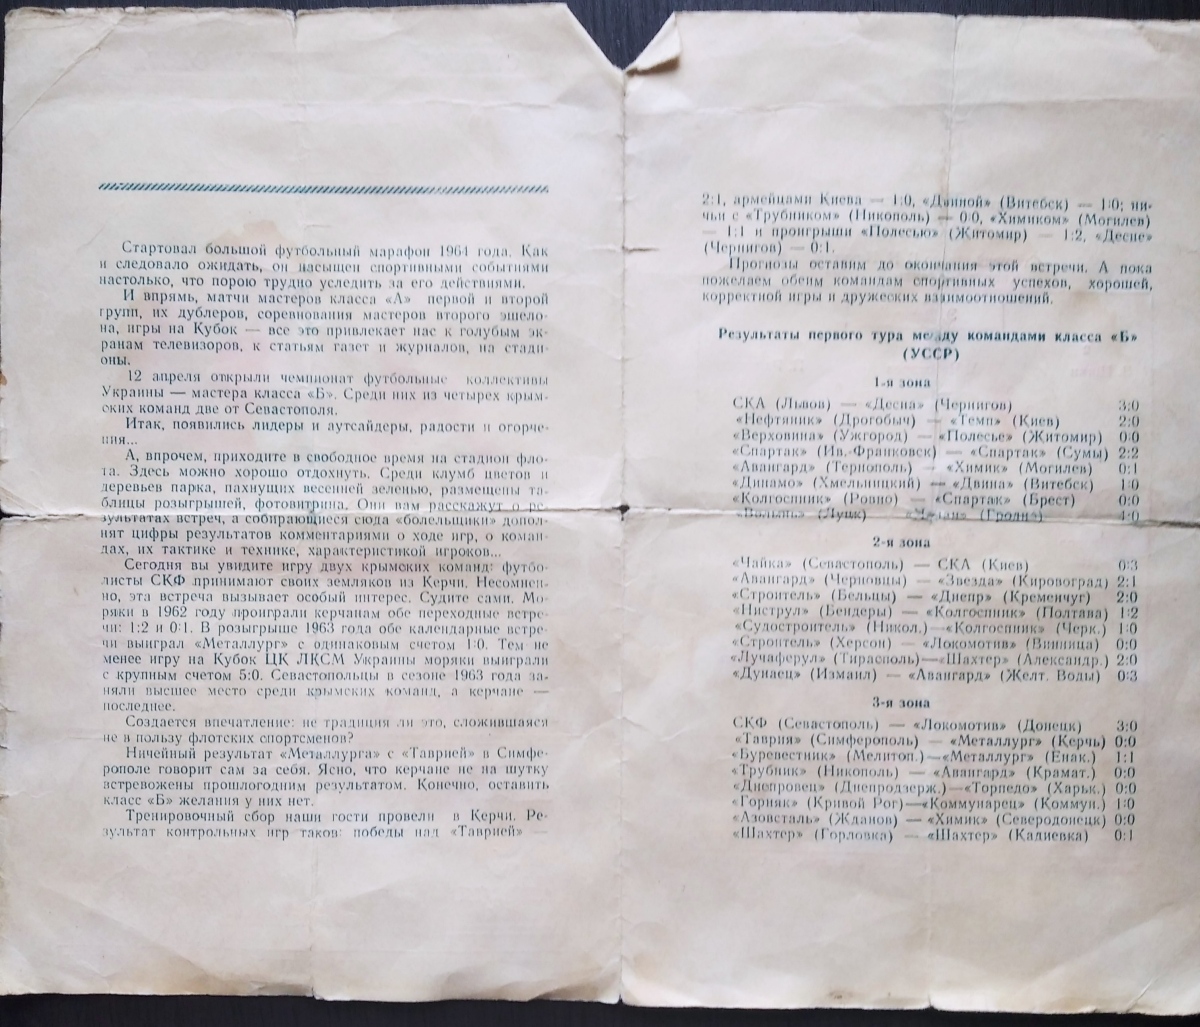 Стартовал большой футбольный марафон 1964 года. Как
и следовало ожидать, он насыщен спортивными событиями
настолько, что порою трудно уследить за его действиями.
И впрямь, матчи мастеров класса «А» первой и второй
групп, их дублеров, соревнования мастеров второго эшело-
на, игры на Кубок — все это привлекает нас к голубым эк-
ранам телевизоров, к статьям газет и журналов, на стади-
оны.
12 апреля открыли чемпионат футбольные коллективы
Украины — мастера класса «Б». Среди них из четырех крым-
ских команд две от Севастополя.
Итак, появились лидеры и аутсайдеры, радости и огорче-
ния...
А, впрочем, приходите в свободное время на стадион фло-
та. Здесь можно хорошо отдохнуть. Среди клумб цветов и
деревьев парка, пахнущих весенней зеленью, размещены та-
блицы розыгрышей, фотовитрина. Они вам расскажут о ре-
зультатах встреч, а собирающиеся сюда «болельщики» допол-
нят цифры результатов комментариями о ходе игр, о коман-
дах, их тактике и технике, характеристикой игроков...
Сегодня вы увидите игру двух крымских команд: футбо-
листы СКФ принимают своих земляков из Керчи. Несомнен-
но, эта встреча вызывает особый интерес. Судите сами. Мо-
ряки в 1962 году проиграли керчанам обе переходные встре-
чи: 1:2 и 0:1. В розыгрыше 1963 года обе календарные встре-
чи выиграл «Металлург» с одинаковым счетом 1:0. Тем не
менее игру на Кубок ЦК ЛКСМ Украины моряки выиграли
с крупным счетом 5:0. Севастопольцы в сезоне 1963 года за-
няли высшее место среди крымских команд, а керчане —
последнее.
Создается впечатление: не традиция ли это, сложившаяся
не в пользу флотских спортсменов?
Ничейный результат «Металлурга» с «Таврией» в Симфе-
рополе говорит сам за себя. Ясно, что керчане не на шутку
встревожены прошлогодним результатом. Конечно, оставить
класс «Б» желания у них нет.
Тренировочный сбор наши гости провели в Керчи. Ре-
зультат контрольных игр таков: победы над «Таврией» —
2:1, армейцами Киева — 1:0, «Двиной» (Витебск) — 1:0; ни-
чьи с «Трубником» (Никополь) — 0:0, «Химиком» (Могилев)
— 1:1 и проигрыши «Полесью» (Житомир) — 1:2, «Десне»
(Чернигов) — 0:1.
Прогнозы оставим до окончания этой встречи. А пока
пожелаем обеим командам спортивных успехов, хорошей,
корректной игры и дружеских взаимоотношений.
Результаты первого тура между командами класса «Б»
(УССР)
1-я зона
СКА (Львов) — «Десна» (Чернигов) 3:0
«Нефтяник» (Дрогобыч) — «Темп» (Киев) 2:0
«Верховина» (Ужгород) — «Полесье» (Житомир) 0:0
«Спартак» (Ив.-Франковск) — «Спартак» (Сумы) 2:2
«Авангард» (Тернополь) — «Химик» (Могилев) 0:1
«Динамо» (Хмельницкий) — «Двина» (Витебск) 1:0
«Колгоспник» (Ровно) — «Спартак» (Брест) 0:0
«Волынь» (Луцк) — (Гродно) 4:0
2-я зона
«Чайка» (Севастополь) — СКА (Киев) 0:3
«Авангард» (Черновцы) — «Звезда» (Кировоград) 2:1
«Строитель» (Бельцы) — «Днепр» (Кременчуг) 2:0
«Ниструл» (Бендеры) — «Колгоспник» (Полтава) 1:2
«Судостроитель» (Никол.) — «Колгоспник» (Черк.) 1:0
«Строитель» (Херсон) — «Локомотив» (Винница) 0:0
«Лучаферул» (Тирасполь)—«Шахтер» (Александр.) 2:0
«Дунаец» (Измаил) — «Авангард» (Желт. Воды) 0:3
3-я зона
СКФ (Севастополь) — «Локомотив» (Донецк) 3:0
«Таврия» (Симферополь) — «Металлург» (Керчь) 0:0
«Буревестник» (Мелитоп.) — «Металлург» (Енак.) 1:1
«Трубник» (Никополь) — «Авангард» (Крамат.) 0:0
«Днепровец» (Днепродзерж.)—«Торпедо» (Харьк.) 0:0
«Горняк» (Кривой Рог)—«Коммунарец» (Коммун.) 1:0
«Азовсталь» (Жданов) — «Химик» (Северодонецк) 0:0
«Шахтер» (Горловка) — «Шахтер» (Кадиевка) 0:1